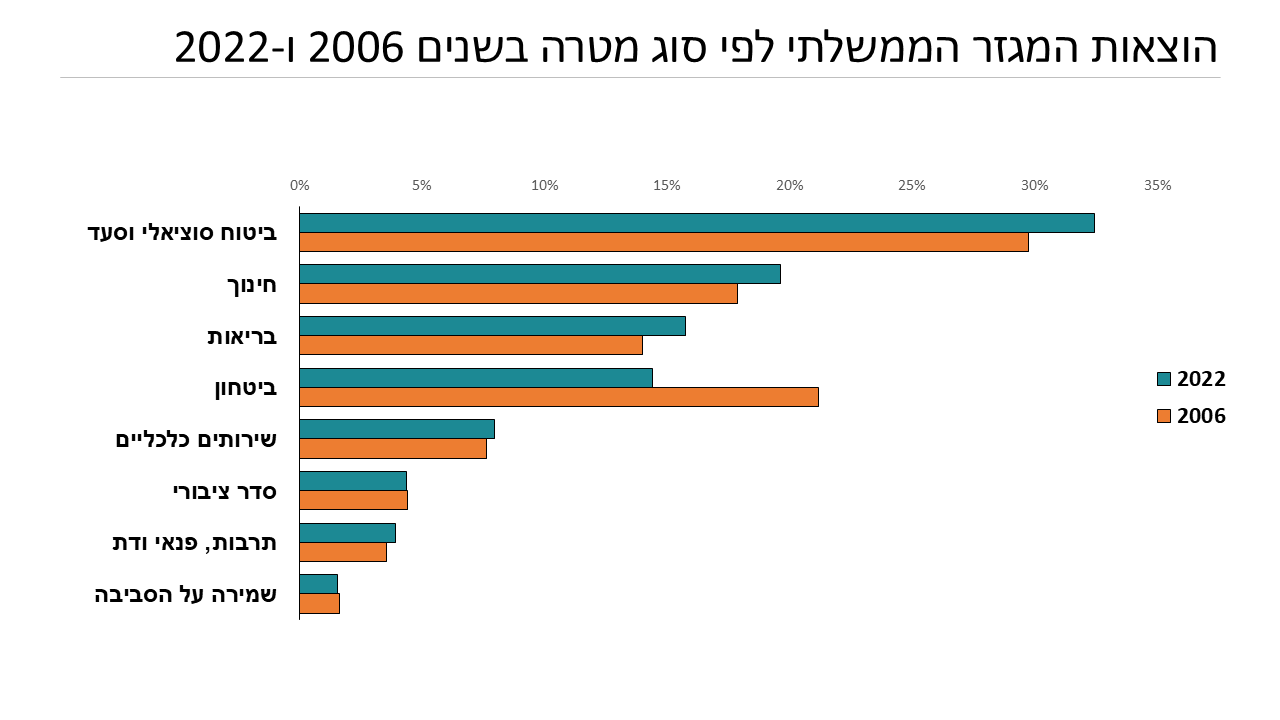 הוצאות המגזר הממשלתי לפי סוג מטרה בשנים 2006 ו-2022
0% 5% 10% 15% 20% 25% 30% 35%
ביטוח סוציאלי וסעד
חינוך
בריאות
ביטחון
שירותים כלכליים
סדר ציבורי
תרבות, פנאי ודת
שמירה על הסביבה
2022
2006